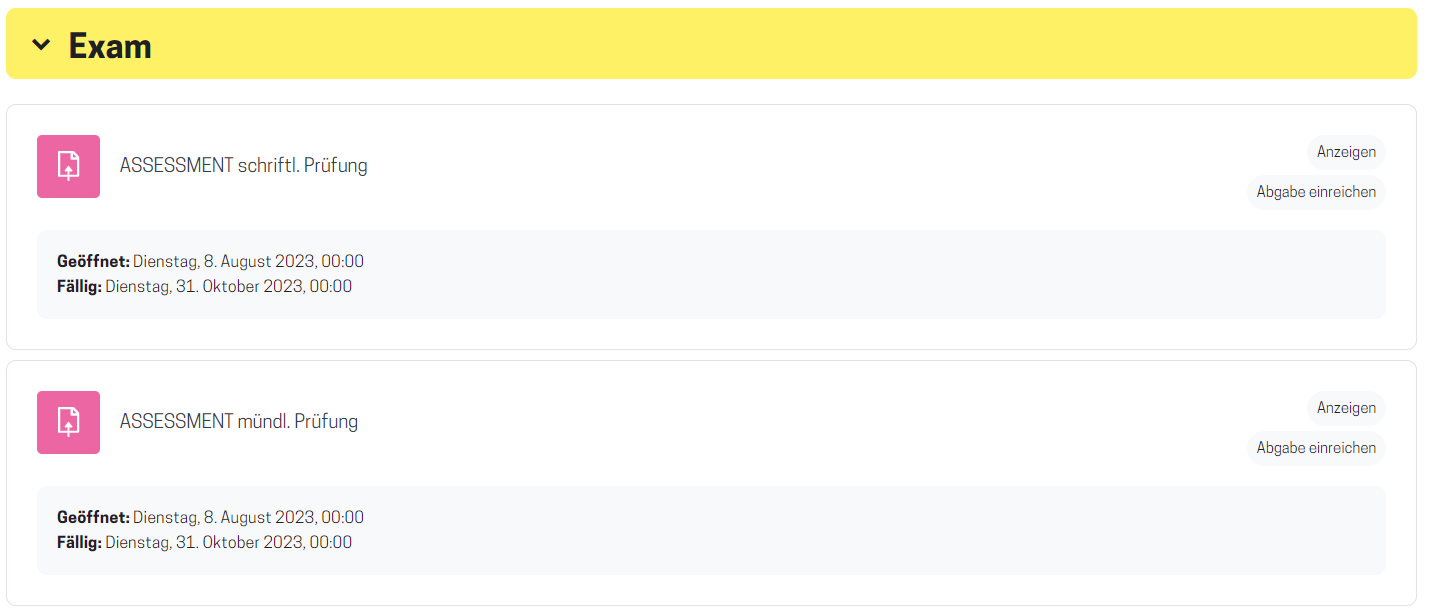 Exam
ASSESSMENT schriftl. Prüfung
Anzeigen
Abgabe einreichen
Geöffnet: Dienstag, 8. August 2023, 00:00
Fällig: Dienstag, 31. Oktober 2023, 00:00
ASSESSMENT mündl. Prüfung
Anzeigen
Abgabe einreichen
Geöffnet: Dienstag, 8. August 2023, 00:00
Fällig: Dienstag, 31. Oktober 2023, 00:00